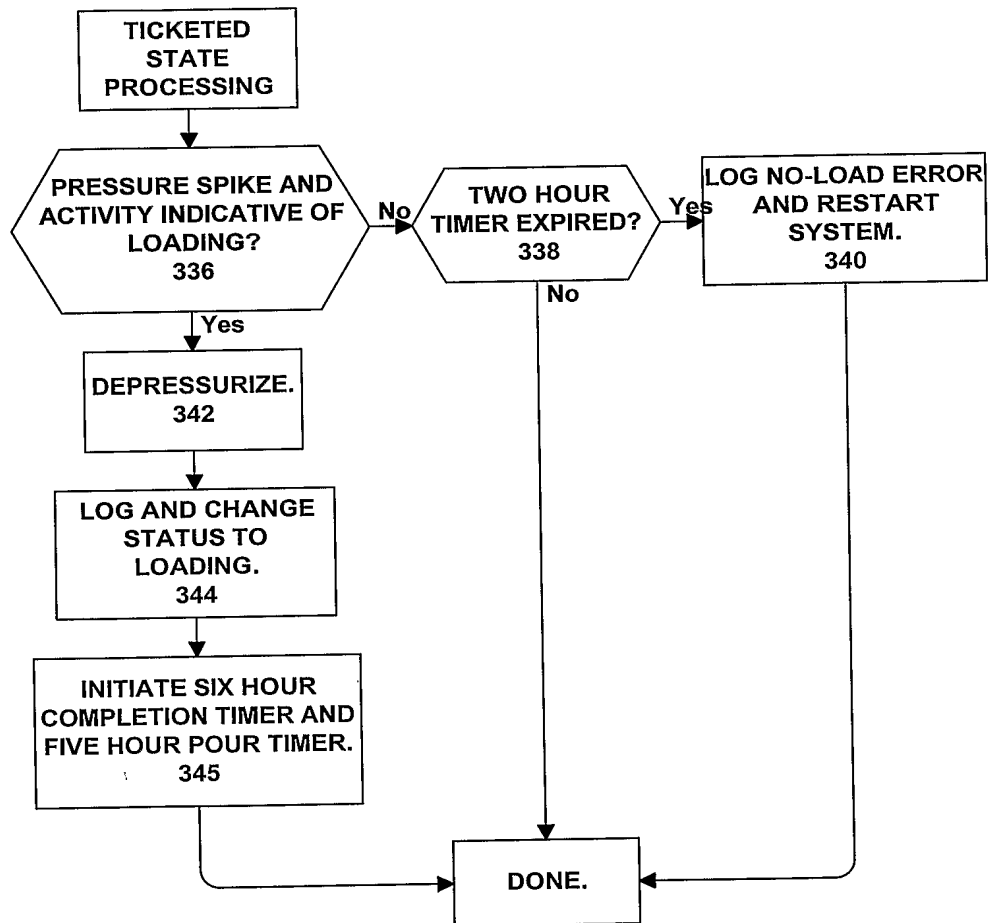 TICKETED
STATE
PROCESSING
PRESSURE SPIKE AND
ACTIVITY INDICATIVE OF
LOADING?
336
No
TWO HOUR
TIMER EXPIRED?
338
Yes
LOG NO-LOAD ERROR
AND RESTART
SYSTEM.
340
No
Yes
DEPRESSURIZE.
342
LOG AND CHANGE
STATUS TO
LOADING.
344
INITIATE SIX HOUR
COMPLETION TIMER AND
FIVE HOUR POUR TIMER.
345
DONE.